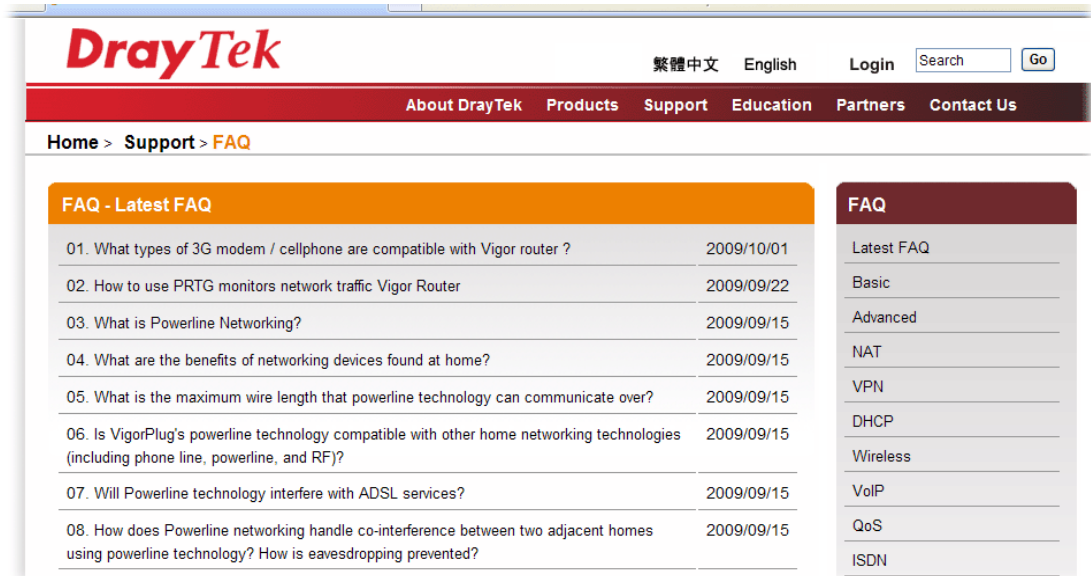 DrayTek
繁體中文 English Login Search Go
About DrayTek Products Support Education Partners Contact Us
Home > Support > FAQ
FAQ - Latest FAQ
01. What types of 3G modem / cellphone are compatible with Vigor router ? 2009/10/01
02. How to use PRTG monitors network traffic Vigor Router 2009/09/22
03. What is Powerline Networking? 2009/09/15
04. What are the benefits of networking devices found at home? 2009/09/15
05. What is the maximum wire length that powerline technology can communicate over? 2009/09/15
06. Is VigorPlug's powerline technology compatible with other home networking technologies 2009/09/15
(including phone line, powerline, and RF)?
07. Will Powerline technology interfere with ADSL services? 2009/09/15
08. How does Powerline networking handle co-interference between two adjacent homes 2009/09/15
using powerline technology? How is eavesdropping prevented?
FAQ
Latest FAQ
Basic
Advanced
NAT
VPN
DHCP
Wireless
VoIP
QoS
ISDN